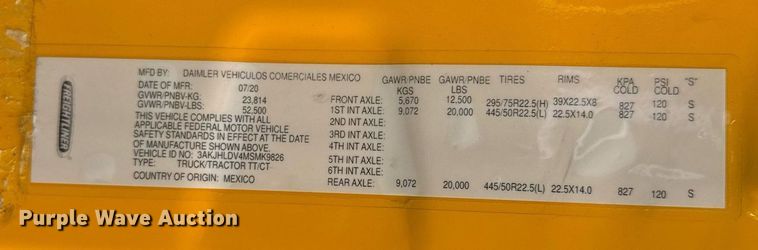 FREIGHTLINER
MFD BY: DAIMLER VEHICULOS COMERCIALES MEXICO
DATE OF MFR: 07/20
GVWR/PNBV-KG: 23,814
GVWR/PNBV-LBS: 52,500
THIS VEHICLE COMPLIES WITH ALL
APPLICABLE FEDERAL MOTOR VEHICLE
SAFETY STANDARDS IN EFFECT AT THE DATE
OF MANUFACTURE SHOWN ABOVE.
VEHICLE ID NO: 3AKJHLDV4MSMK9826
TYPE: TRUCK/TRACTOR TT/CT
COUNTRY OF ORIGIN: MEXICO
GAWR/PNBE KGS GAWR/PNBE LBS TIRES RIMS KPA COLD PSI COLD "S"
FRONT AXLE: 5,670 12,500 295/75R22.5(H) 39X22.5X8 827 120 S
1ST INT AXLE: 9,072 20,000 445/50R22.5(L) 22.5X14.0 827 120 S
2ND INT AXLE:
3RD INT AXLE:
4TH INT AXLE:
5TH INT AXLE:
6TH INT AXLE:
REAR AXLE: 9,072 20,000 445/50R22.5(L) 22.5X14.0 827 120 S
Purple Wave Auction